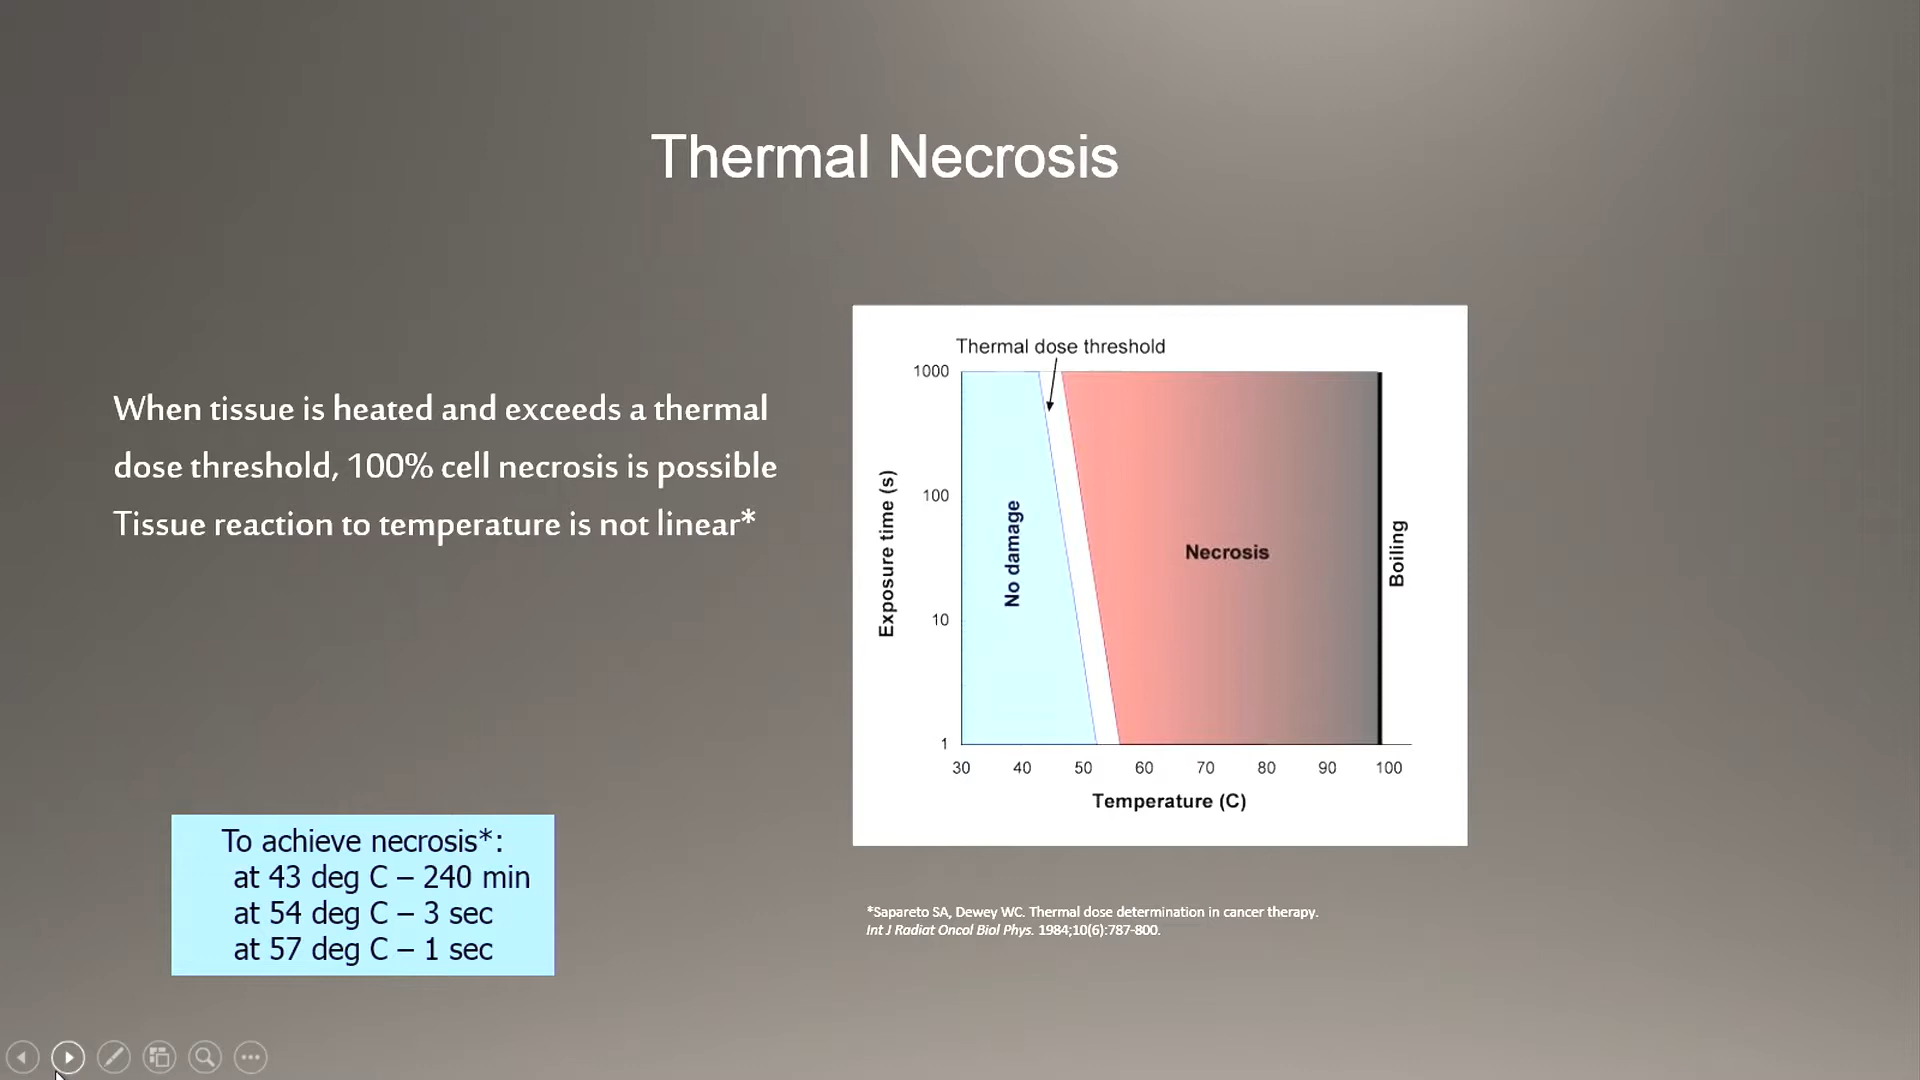 Thermal Necrosis
When tissue is heated and exceeds a thermal
dose threshold, 100% cell necrosis is possible
Tissue reaction to temperature is not linear*
To achieve necrosis*:
at 43 deg C – 240 min
at 54 deg C – 3 sec
at 57 deg C – 1 sec
Thermal dose threshold
1000
100
10
1
Exposure time (s)
No damage
Necrosis
Boiling
30 40 50 60 70 80 90 100
Temperature (C)
*Sapareto SA, Dewey WC. Thermal dose determination in cancer therapy.
Int J Radiat Oncol Biol Phys. 1984;10(6):787-800.